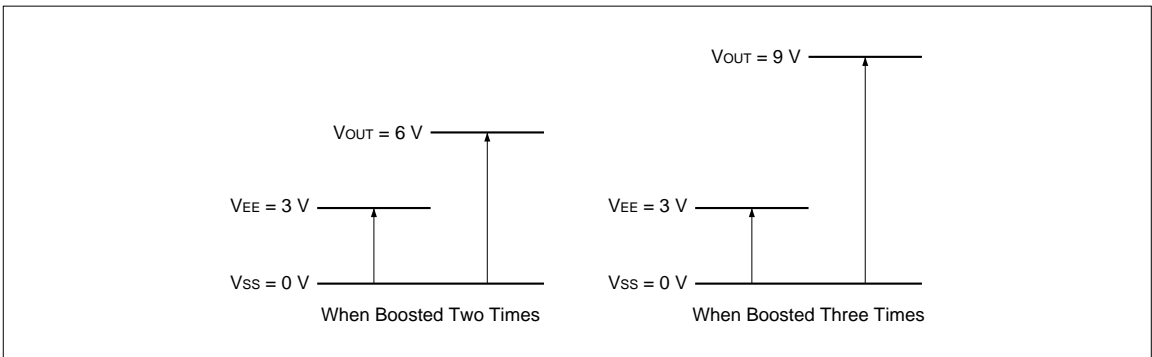 VOUT = 6 V
VEE = 3 V
VSS = 0 V
When Boosted Two Times
VOUT = 9 V
VEE = 3 V
VSS = 0 V
When Boosted Three Times